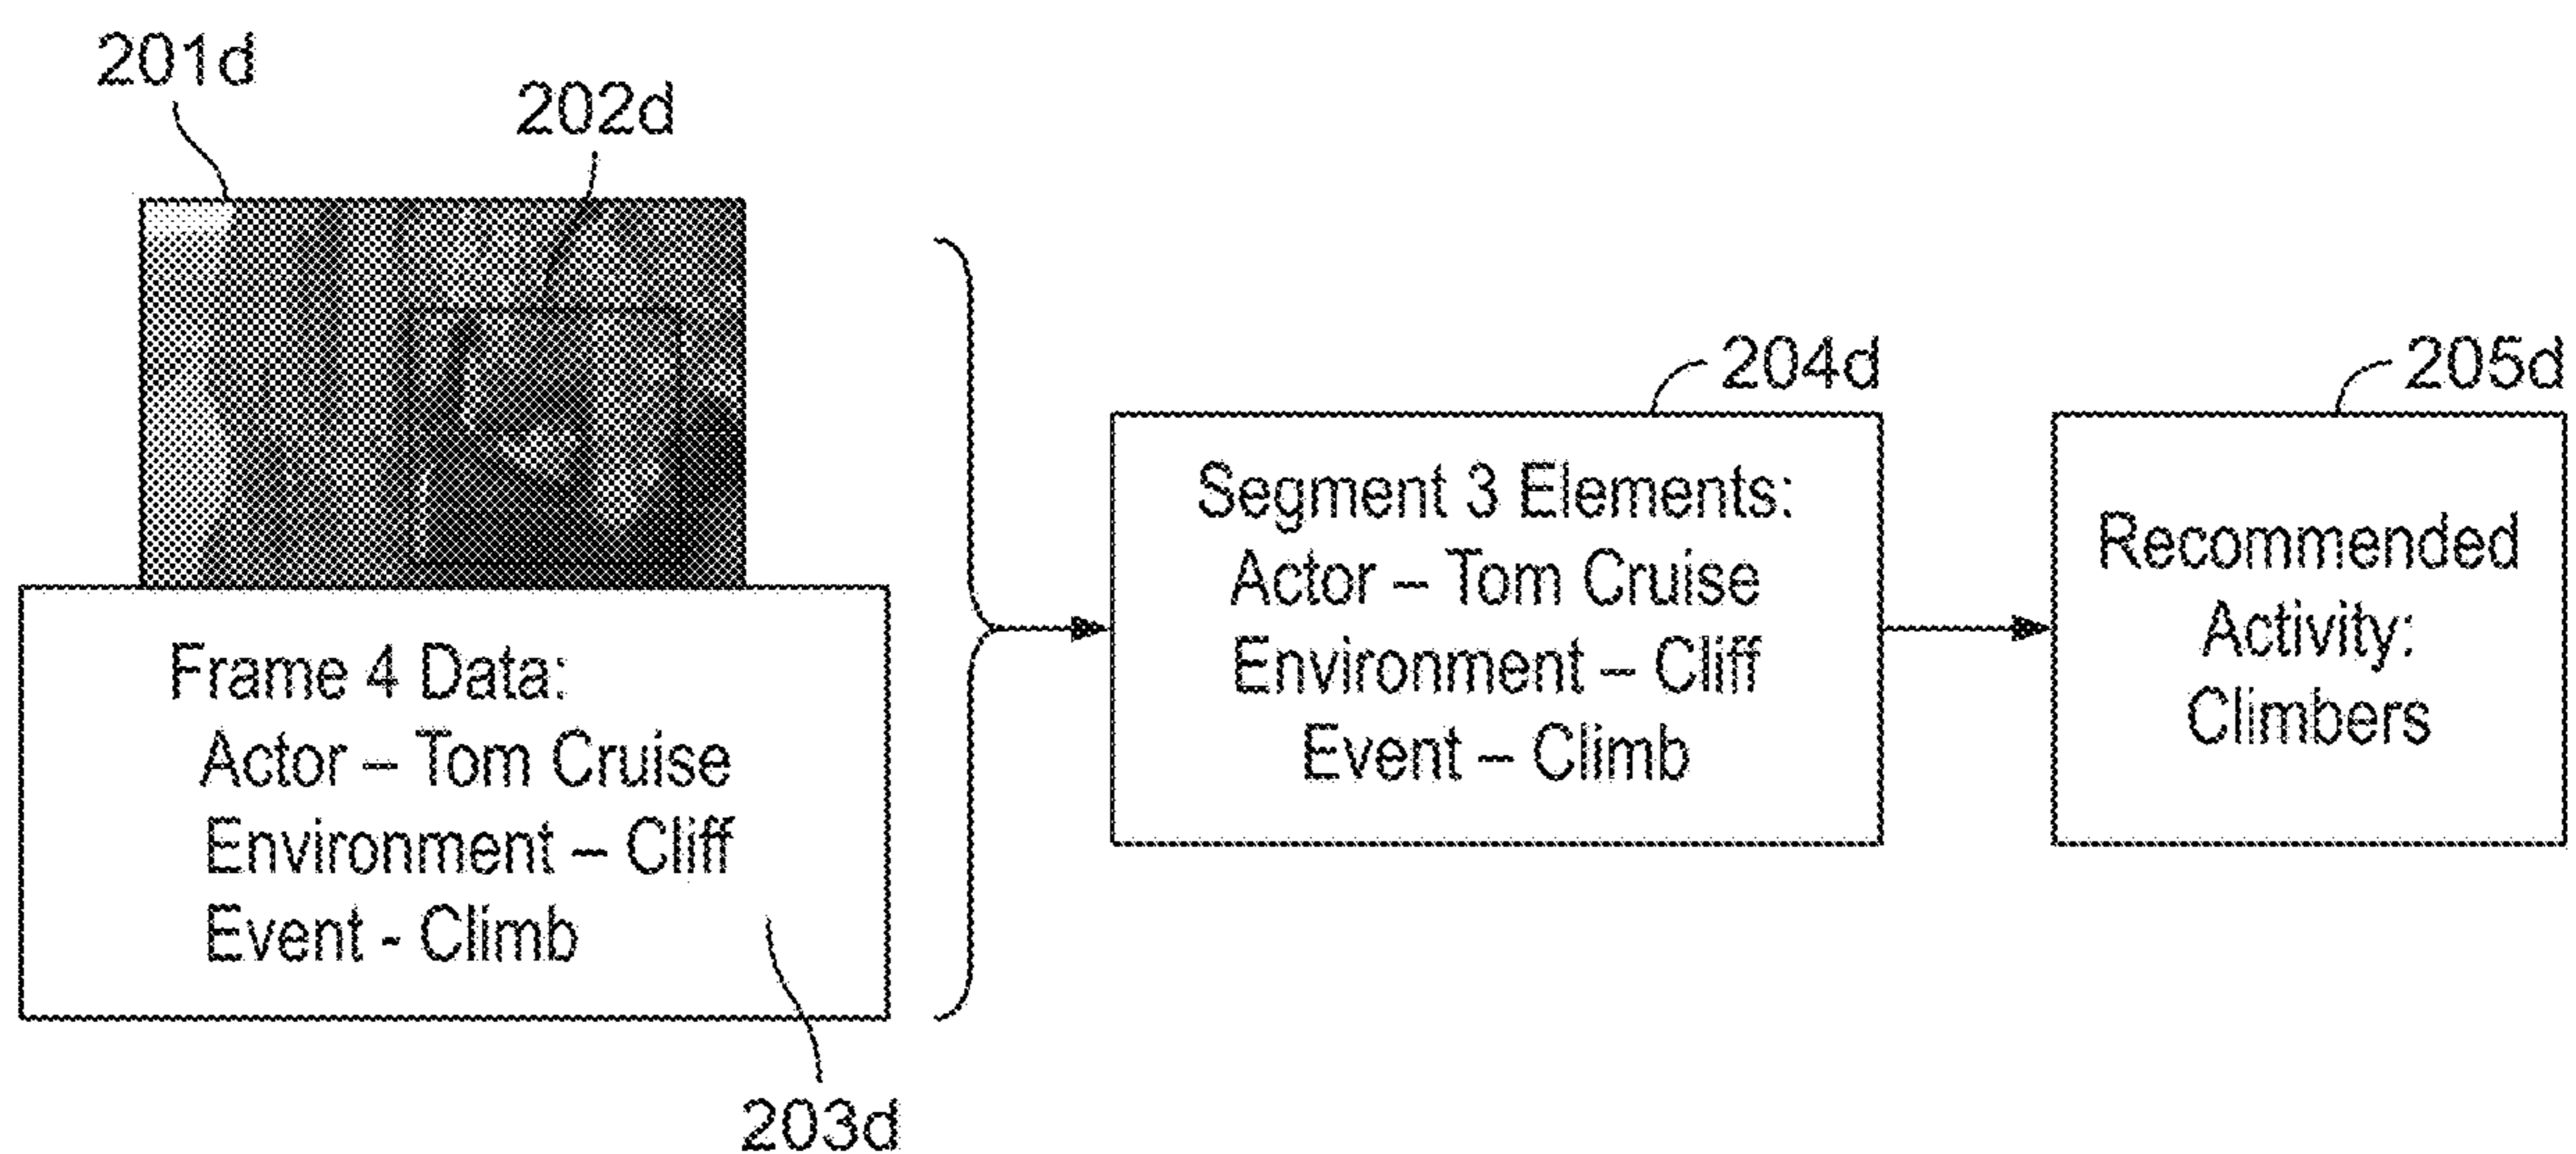 201d
202d
Frame 4 Data:
Actor – Tom Cruise
Environment – Cliff
Event - Climb
203d
204d
Segment 3 Elements:
Actor – Tom Cruise
Environment – Cliff
Event – Climb
205d
Recommended
Activity:
Climbers